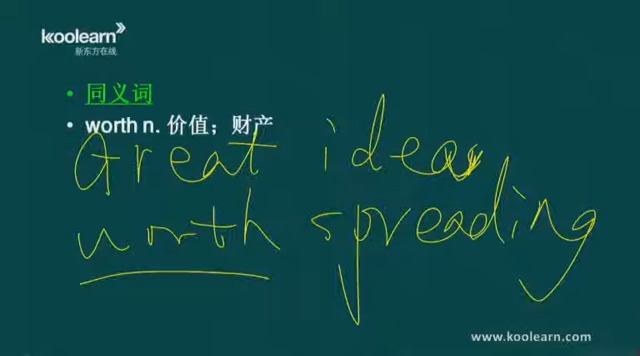 koolearn
新东方在线
• 同义词
• worth n. 价值；财产
Great ideas
worth spreading
www.koolearn.com